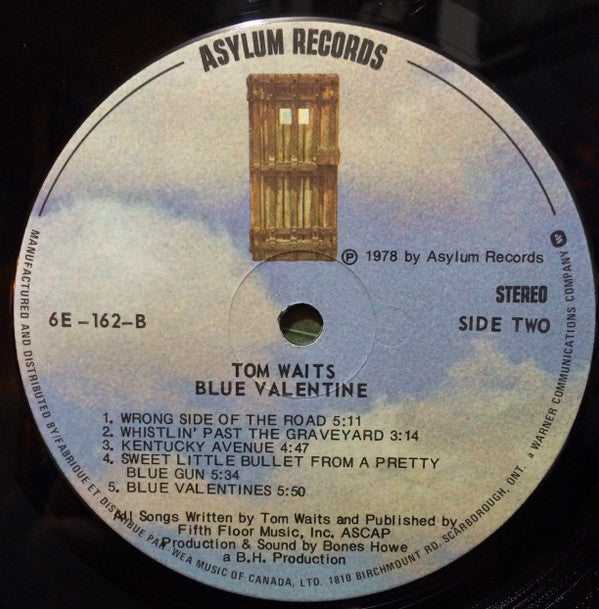 ASYLUM RECORDS
℗ 1978 by Asylum Records
STEREO
6E-162-B
SIDE TWO
TOM WAITS
BLUE VALENTINE
1. WRONG SIDE OF THE ROAD 5:11
2. WHISTLIN' PAST THE GRAVEYARD 3:14
3. KENTUCKY AVENUE 4:47
4. SWEET LITTLE BULLET FROM A PRETTY
BLUE GUN 5:34
5. BLUE VALENTINES 5:50
All Songs Written by Tom Waits and Published by
Fifth Floor Music, Inc. ASCAP
Production & Sound by Bones Howe
a B.H. Production
MANUFACTURED AND DISTRIBUTED BY/FABRIQUE ET DISTRIBUE PAR WEA MUSIC OF CANADA, LTD. 1810 BIRCHMOUNT RD. SCARBOROUGH, ONT. a WARNER COMMUNICATIONS COMPANY